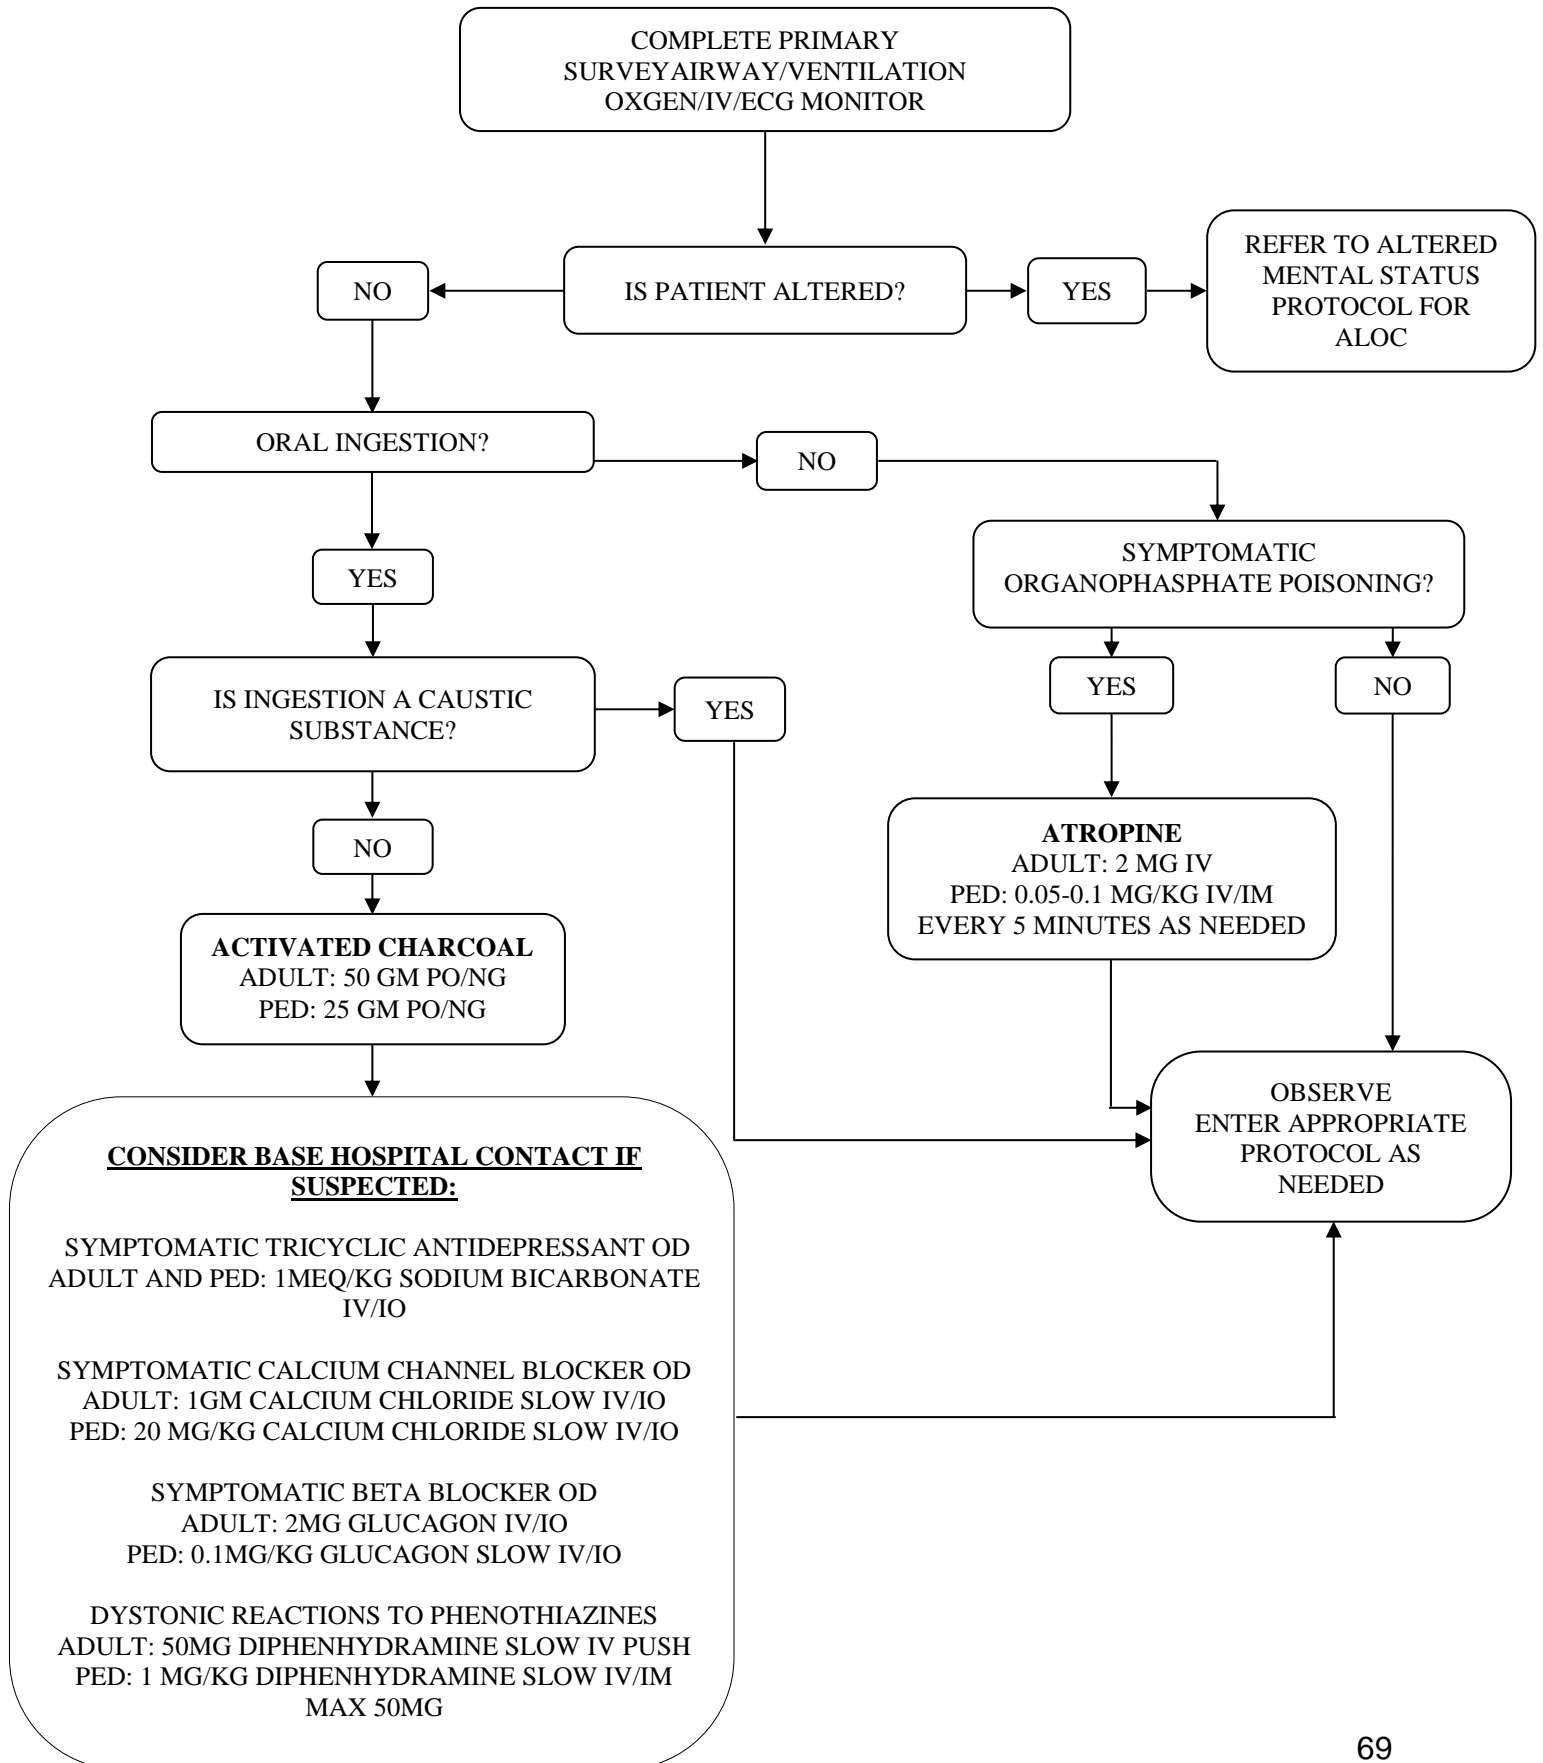 COMPLETE PRIMARY
SURVEYAIRWAY/VENTILATION
OXGEN/IV/ECG MONITOR
NO
IS PATIENT ALTERED?
YES
REFER TO ALTERED
MENTAL STATUS
PROTOCOL FOR
ALOC
ORAL INGESTION?
NO
YES
SYMPTOMATIC
ORGANOPHASPHATE POISONING?
IS INGESTION A CAUSTIC
SUBSTANCE?
YES
YES
NO
NO
ATROPINE
ADULT: 2 MG IV
PED: 0.05-0.1 MG/KG IV/IM
EVERY 5 MINUTES AS NEEDED
ACTIVATED CHARCOAL
ADULT: 50 GM PO/NG
PED: 25 GM PO/NG
OBSERVE
ENTER APPROPRIATE
PROTOCOL AS
NEEDED
CONSIDER BASE HOSPITAL CONTACT IF
SUSPECTED:
SYMPTOMATIC TRICYCLIC ANTIDEPRESSANT OD
ADULT AND PED: 1MEQ/KG SODIUM BICARBONATE
IV/IO
SYMPTOMATIC CALCIUM CHANNEL BLOCKER OD
ADULT: 1GM CALCIUM CHLORIDE SLOW IV/IO
PED: 20 MG/KG CALCIUM CHLORIDE SLOW IV/IO
SYMPTOMATIC BETA BLOCKER OD
ADULT: 2MG GLUCAGON IV/IO
PED: 0.1MG/KG GLUCAGON SLOW IV/IO
DYSTONIC REACTIONS TO PHENOTHIAZINES
ADULT: 50MG DIPHENHYDRAMINE SLOW IV PUSH
PED: 1 MG/KG DIPHENHYDRAMINE SLOW IV/IM
MAX 50MG
69